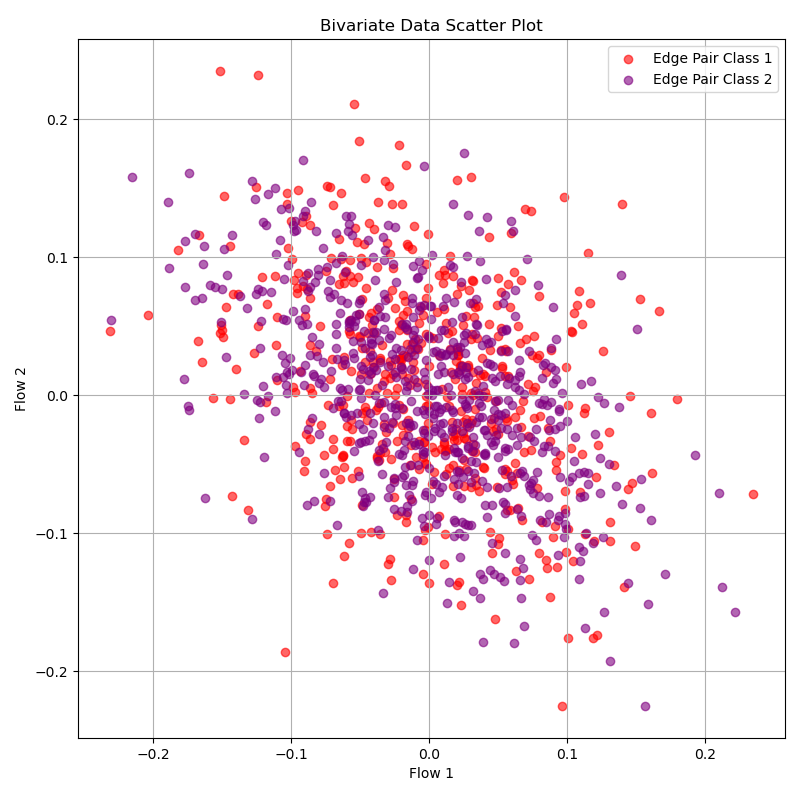 Bivariate Data Scatter Plot
Edge Pair Class 1
Edge Pair Class 2
Flow 2
0.2
0.1
0.0
−0.1
−0.2
−0.2 −0.1 0.0 0.1 0.2
Flow 1